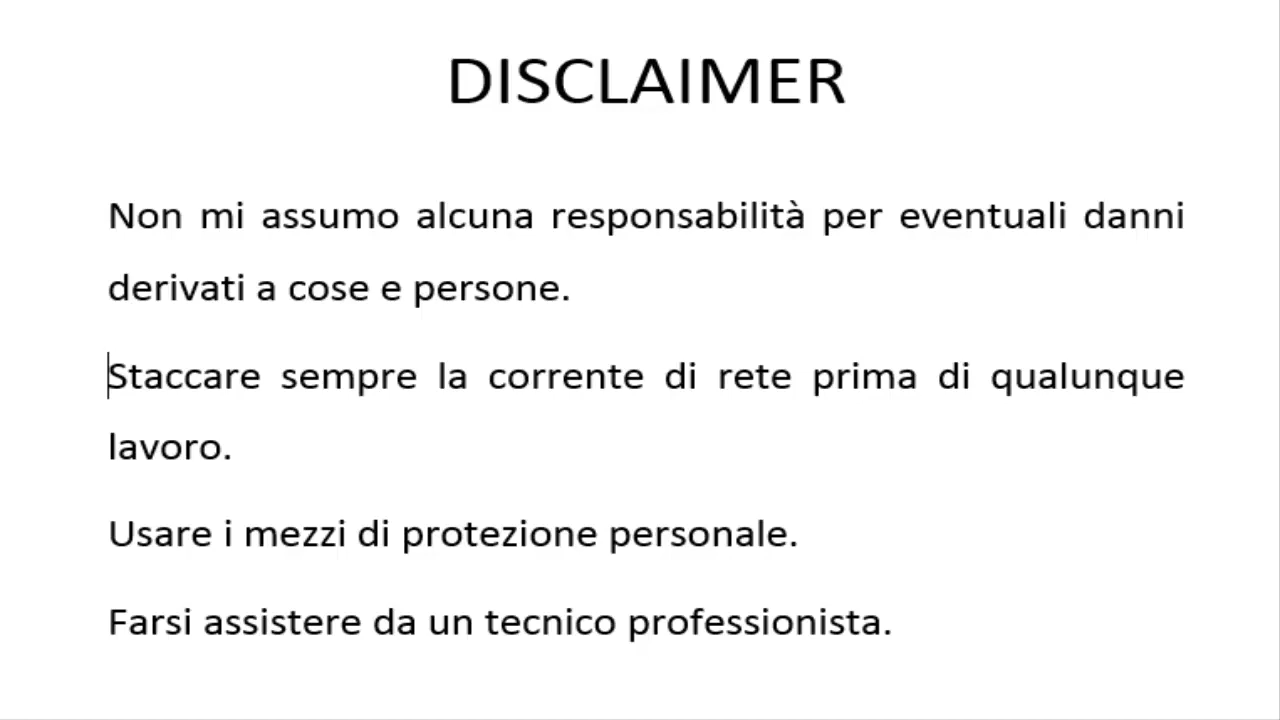 DISCLAIMER
Non mi assumo alcuna responsabilità per eventuali danni
derivati a cose e persone.
Staccare sempre la corrente di rete prima di qualunque
lavoro.
Usare i mezzi di protezione personale.
Farsi assistere da un tecnico professionista.